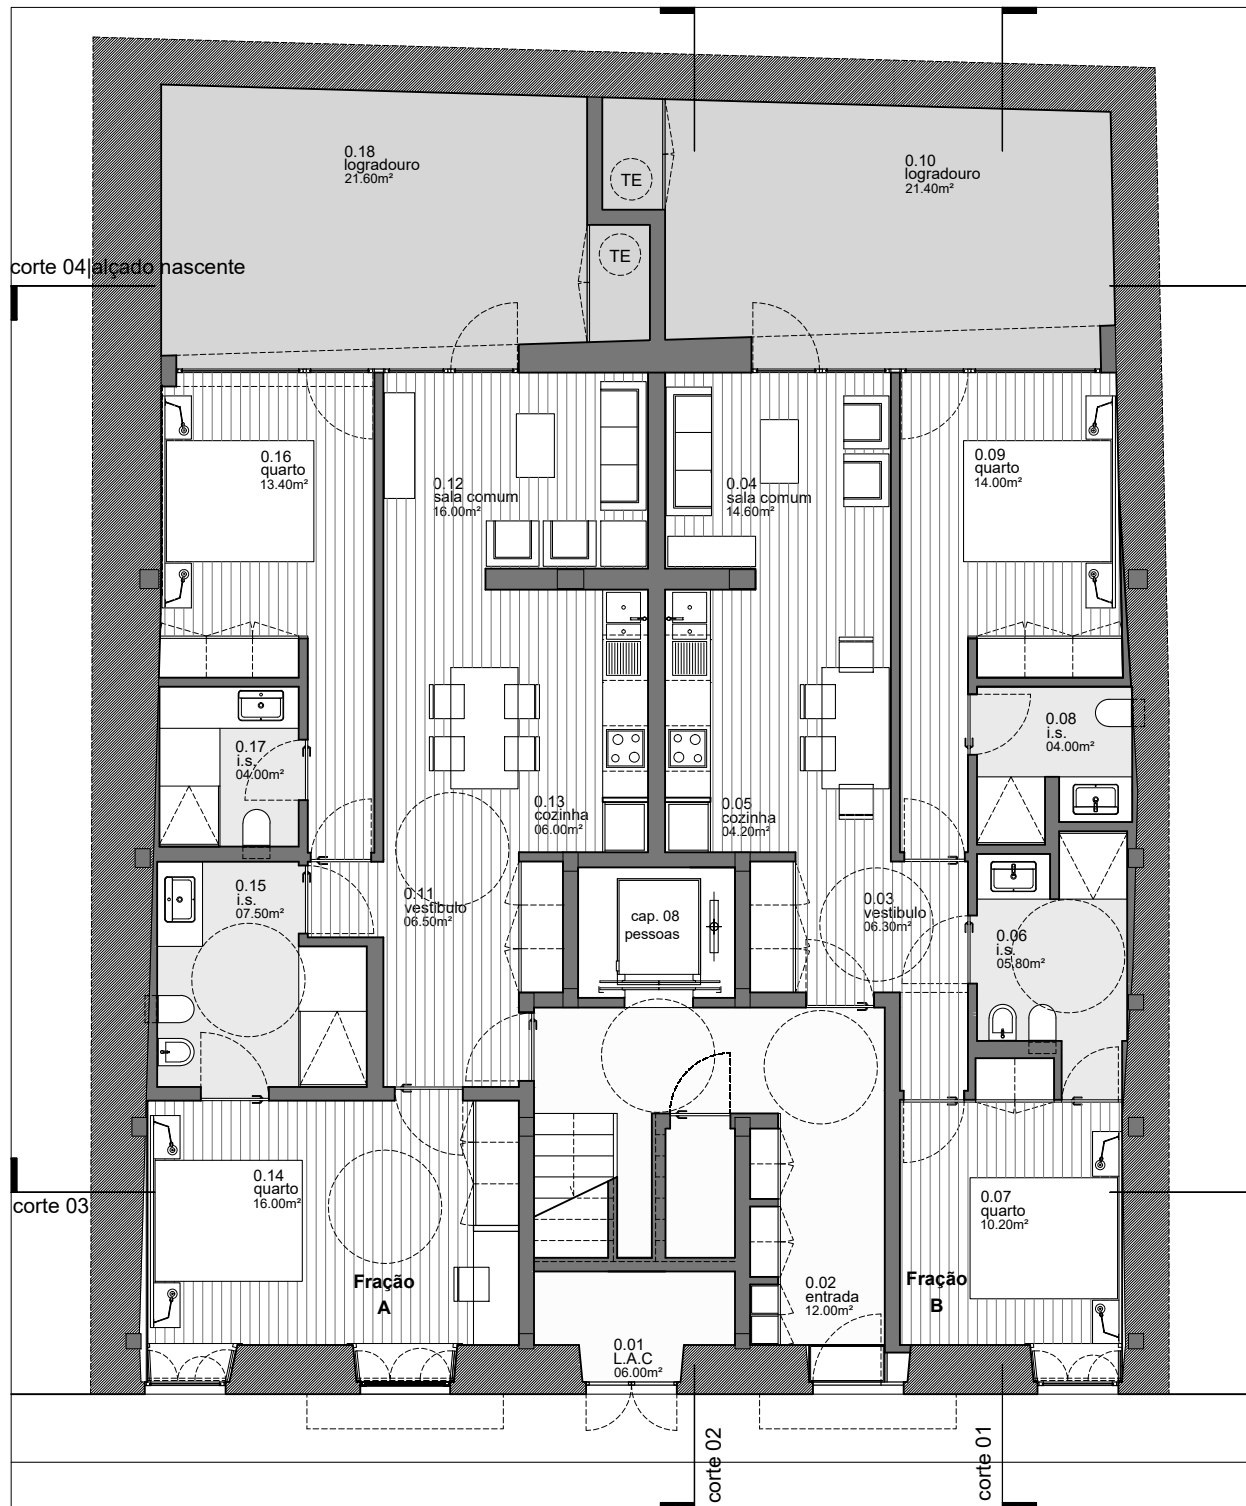 0.18
logradouro
21.60m²
TE
0.10
logradouro
21.40m²
TE
corte 04|alçado nascente
0.16
quarto
13.40m²
0.12
sala comum
16.00m²
0.04
sala comum
14.60m²
0.09
quarto
14.00m²
0.17
i.s.
04.00m²
0.13
cozinha
06.00m²
0.05
cozinha
04.20m²
0.08
i.s.
04.00m²
0.15
i.s.
07.50m²
0.11
vestibulo
06.50m²
cap. 08
pessoas
0.03
vestibulo
06.30m²
0.06
i.s.
05.80m²
corte 03
0.14
quarto
16.00m²
Fração
A
0.07
quarto
10.20m²
0.02
entrada
12.00m²
Fração
B
0.01
L.A.C
06.00m²
corte 02
corte 01